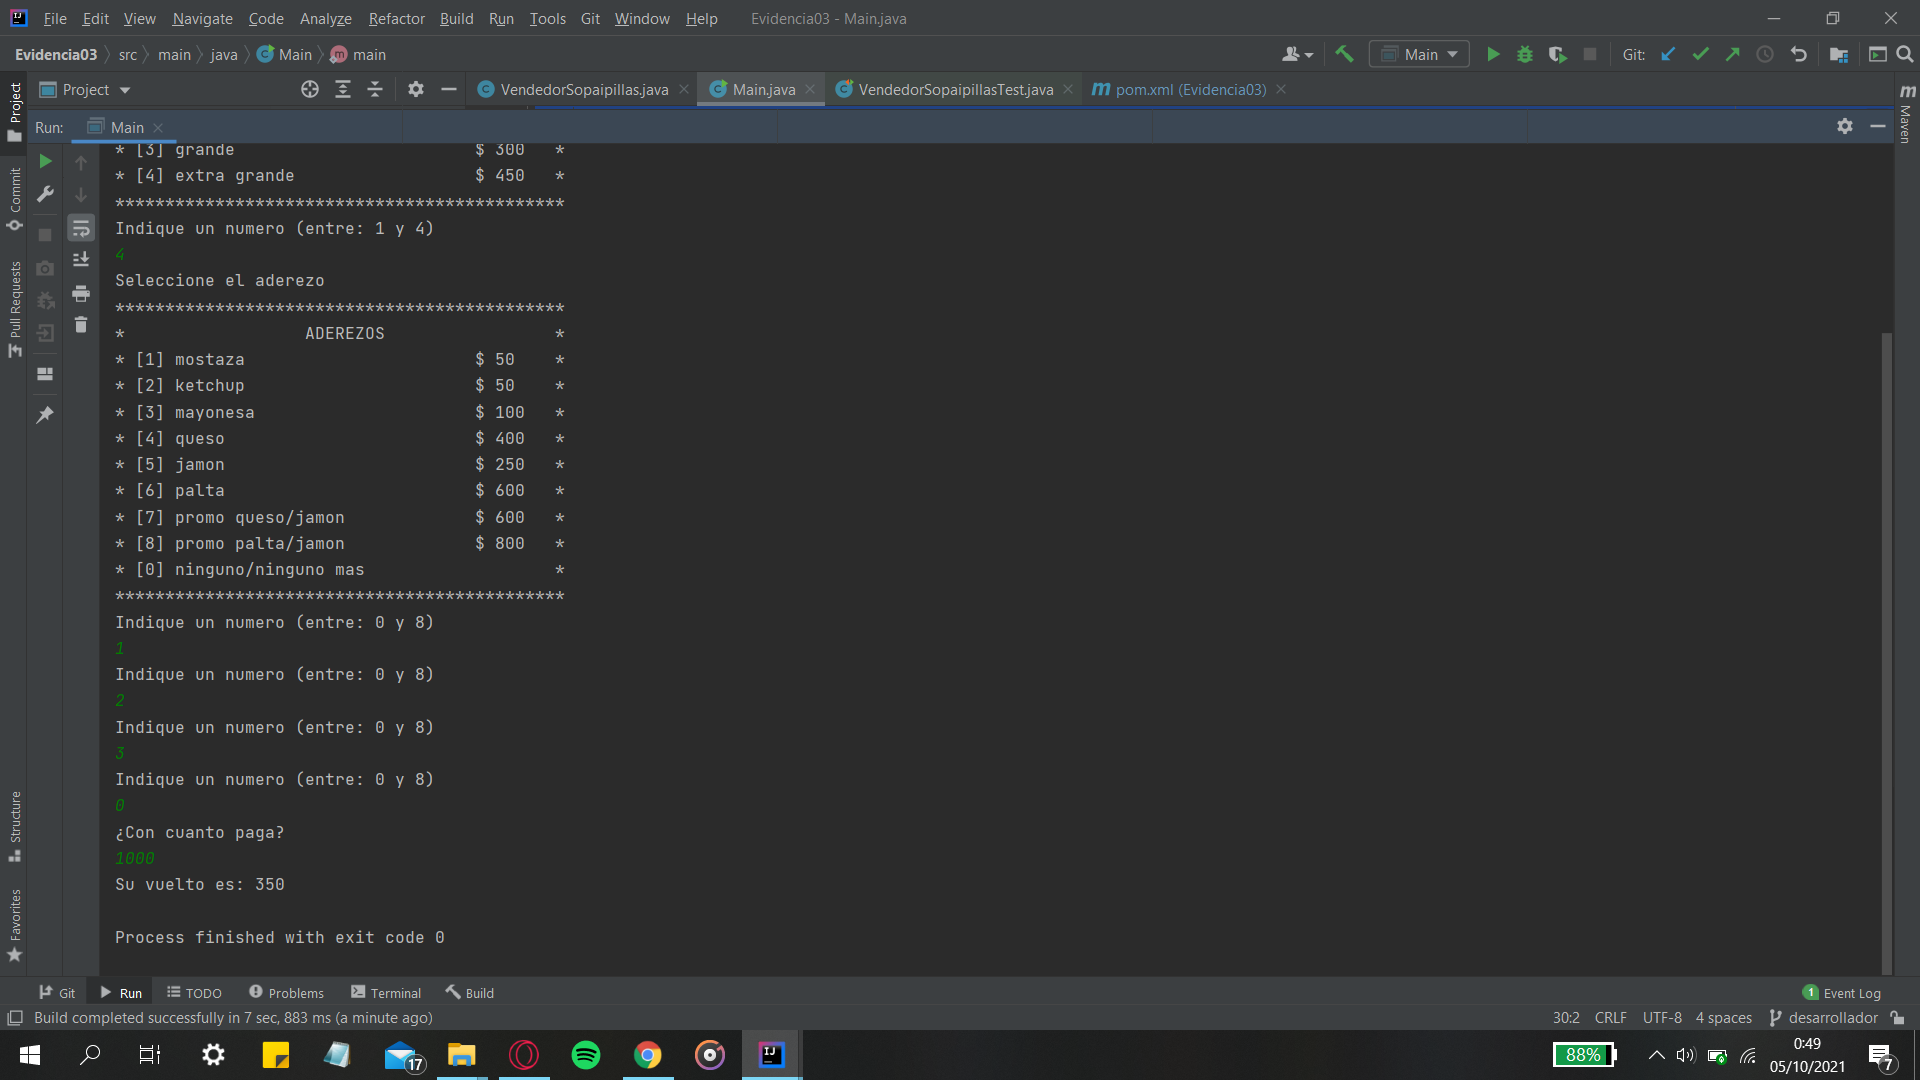 File Edit View Navigate Code Analyze Refactor Build Run Tools Git Window Help Evidencia03 - Main.java
Evidencia03 src main java Main main Main Git:
Project VendedorSopaipillas.java Main.java VendedorSopaipillasTest.java pom.xml (Evidencia03)
Run: Main
* [3] grande $ 300 *
* [4] extra grande $ 450 *
*********************************************
Indique un numero (entre: 1 y 4)
4
Seleccione el aderezo
*********************************************
* ADEREZOS *
* [1] mostaza $ 50 *
* [2] ketchup $ 50 *
* [3] mayonesa $ 100 *
* [4] queso $ 400 *
* [5] jamon $ 250 *
* [6] palta $ 600 *
* [7] promo queso/jamon $ 600 *
* [8] promo palta/jamon $ 800 *
* [0] ninguno/ninguno mas *
*********************************************
Indique un numero (entre: 0 y 8)
1
Indique un numero (entre: 0 y 8)
2
Indique un numero (entre: 0 y 8)
3
Indique un numero (entre: 0 y 8)
0
¿Con cuanto paga?
1000
Su vuelto es: 350
Process finished with exit code 0
Project
Commit
Pull Requests
Structure
Favorites
Maven
Git Run TODO Problems Terminal Build 1 Event Log
Build completed successfully in 7 sec, 883 ms (a minute ago) 30:2 CRLF UTF-8 4 spaces desarrollador
17 88% 0:49
05/10/2021 7